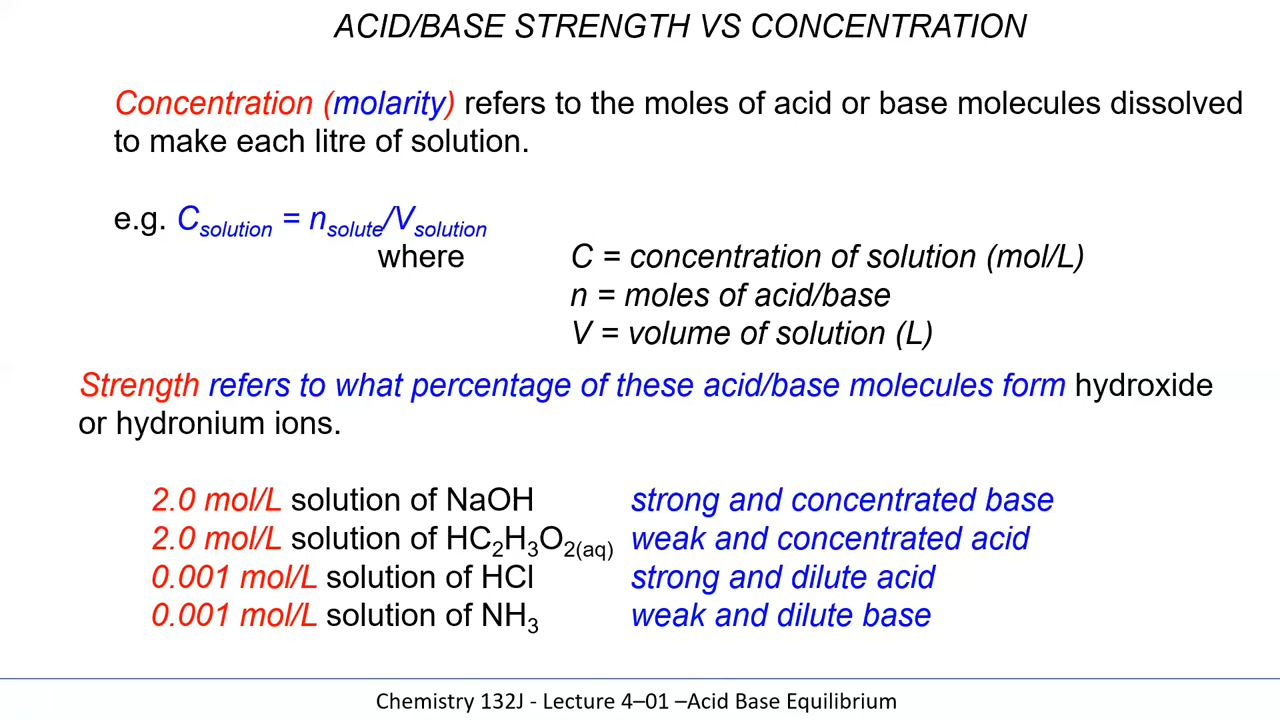 ACID/BASE STRENGTH VS CONCENTRATION
Concentration (molarity) refers to the moles of acid or base molecules dissolved
to make each litre of solution.
e.g. C_solution = n_solute/V_solution
where
C = concentration of solution (mol/L)
n = moles of acid/base
V = volume of solution (L)
Strength refers to what percentage of these acid/base molecules form hydroxide
or hydronium ions.
2.0 mol/L solution of NaOH strong and concentrated base
2.0 mol/L solution of HC₂H₃O₂(aq) weak and concentrated acid
0.001 mol/L solution of HCl strong and dilute acid
0.001 mol/L solution of NH₃ weak and dilute base
Chemistry 132J - Lecture 4–01 –Acid Base Equilibrium